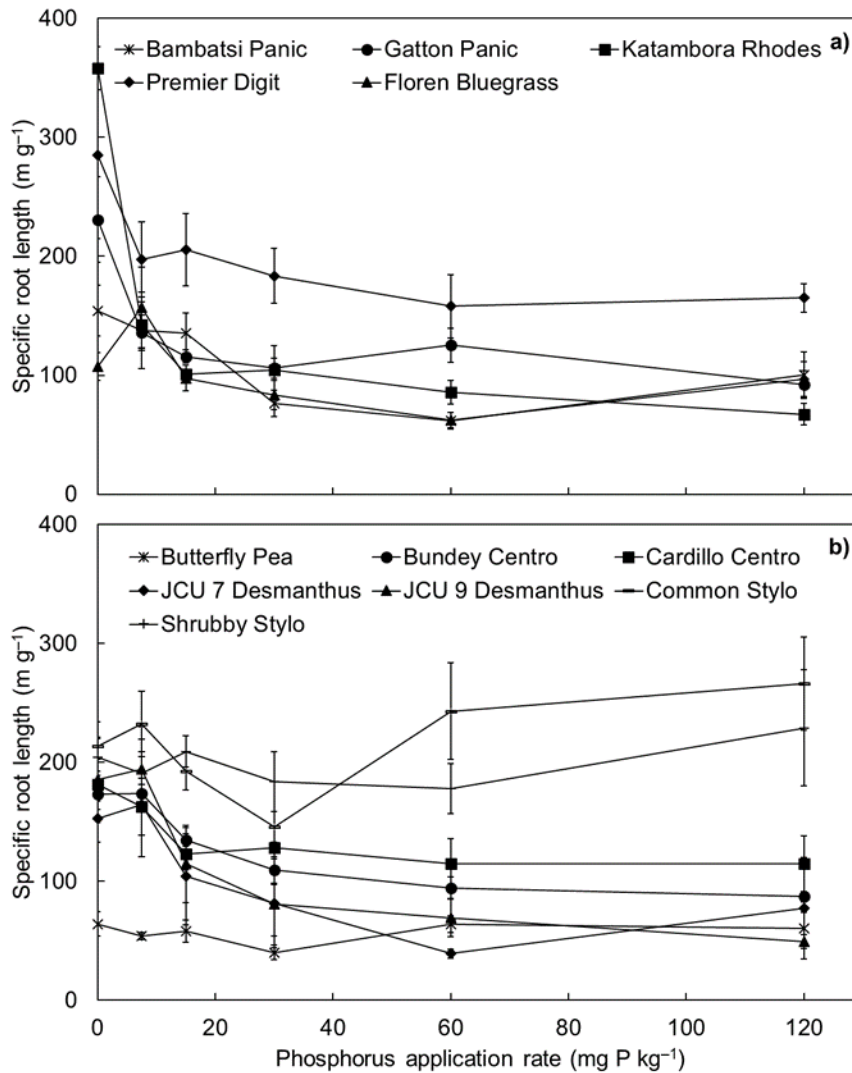 400
a)
Bambatsi Panic Gatton Panic Katambora Rhodes
Premier Digit Floren Bluegrass
300
200
100
0
Specific root length (m g⁻¹)
400
b)
Butterfly Pea Bundey Centro Cardillo Centro
JCU 7 Desmanthus JCU 9 Desmanthus Common Stylo
Shrubby Stylo
300
200
100
0
Specific root length (m g⁻¹)
0 20 40 60 80 100 120
Phosphorus application rate (mg P kg⁻¹)